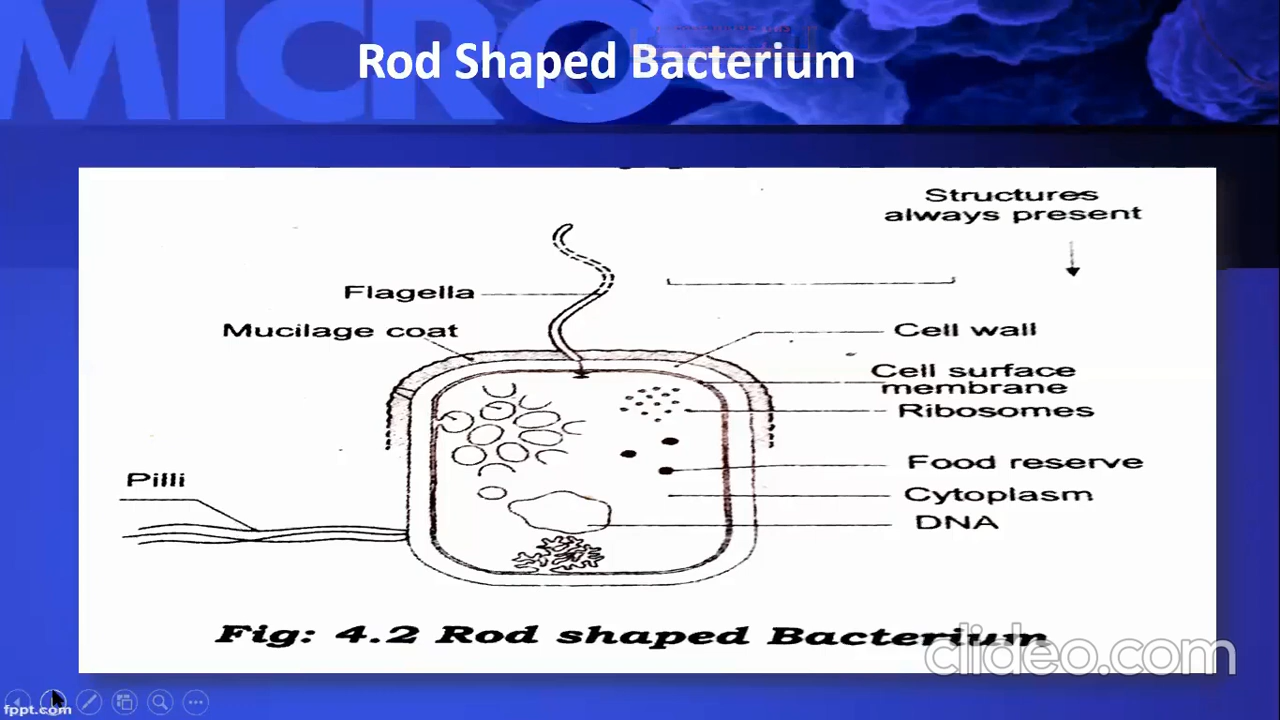 MICRO
Rod Shaped Bacterium
Structures
always present
Flagella
Mucilage coat
Cell wall
Cell surface
membrane
Ribosomes
Pilli
Food reserve
Cytoplasm
DNA
Fig: 4.2 Rod shaped Bacterium
clideo.com
fppt.com